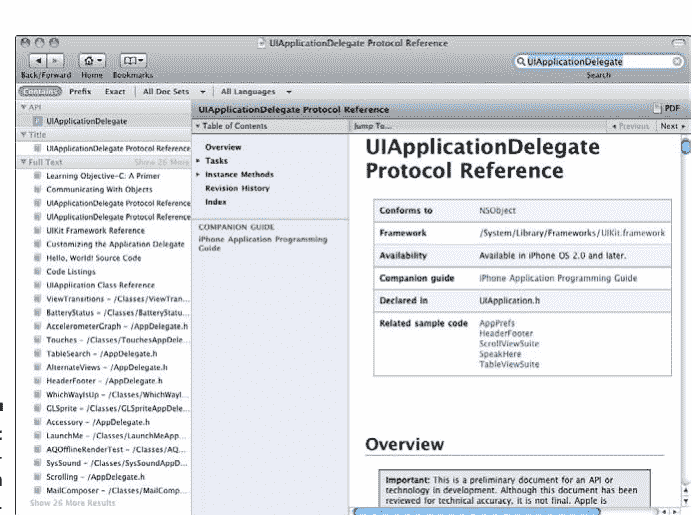 UIApplicationDelegate Protocol Reference
UIApplicationDelegate
Back/Forward Home Bookmarks
Search
Contains Prefix Exact All Doc Sets All Languages
API
UIApplicationDelegate
Title
UIApplicationDelegate Protocol Reference
Full Text Show 26 More
Learning Objective-C: A Primer
Communicating With Objects
UIApplicationDelegate Protocol Reference
UIApplicationDelegate Protocol Reference
UIKit Framework Reference
Customizing the Application Delegate
Hello, World! Source Code
Code Listings
UIApplication Class Reference
ViewTransitions – /Classes/ViewTran...
BatteryStatus – /Classes/BatteryStatu...
AccelerometerGraph – /AppDelegate.h
Touches – /Classes/TouchesAppDele...
TableSearch – /AppDelegate.h
AlternateViews – /AppDelegate.h
HeaderFooter – /AppDelegate.h
WhichWayIsUp – /Classes/WhichWayI...
GLSprite – /Classes/GLSpriteAppDele...
Accessory – /AppDelegate.h
LaunchMe – /Classes/LaunchMeApp...
AQOfflineRenderTest – /Classes/AQ...
SysSound – /Classes/SysSoundAppD...
Scrolling – /AppDelegate.h
MailComposer – /Classes/MailComp...
Show 26 More Results
UIApplicationDelegate Protocol Reference
PDF
Table of Contents
Jump To...
Previous Next
Overview
Tasks
Instance Methods
Revision History
Index
COMPANION GUIDE
iPhone Application Programming
Guide
UIApplicationDelegate
Protocol Reference
Conforms to NSObject
Framework /System/Library/Frameworks/UIKit.framework
Availability Available in iPhone OS 2.0 and later.
Companion guide iPhone Application Programming Guide
Declared in UIApplication.h
Related sample code AppPrefs
HeaderFooter
ScrollViewSuite
SpeakHere
TableViewSuite
Overview
Important: This is a preliminary document for an API or
technology in development. Although this document has been
reviewed for technical accuracy, it is not final. Apple is